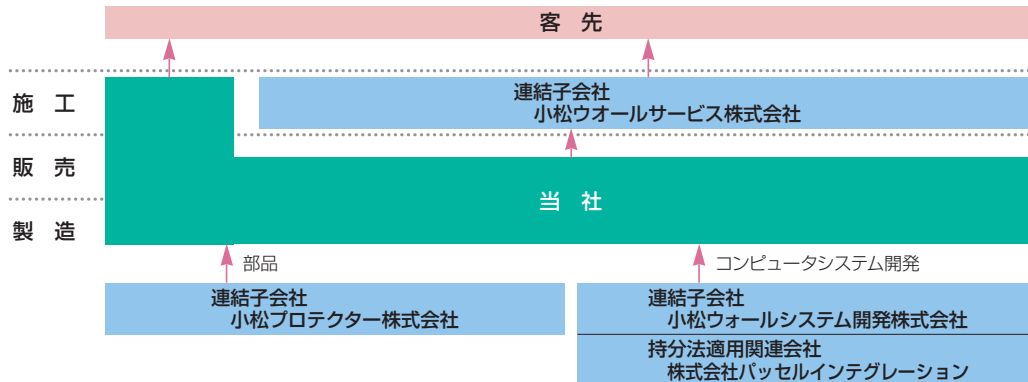 客 先
施 工
連結子会社
小松ウオールサービス株式会社
販 売
当 社
製 造
部品
コンピュータシステム開発
連結子会社
小松プロテクター株式会社
連結子会社
小松ウォールシステム開発株式会社
持分法適用関連会社
株式会社パッセルインテグレーション